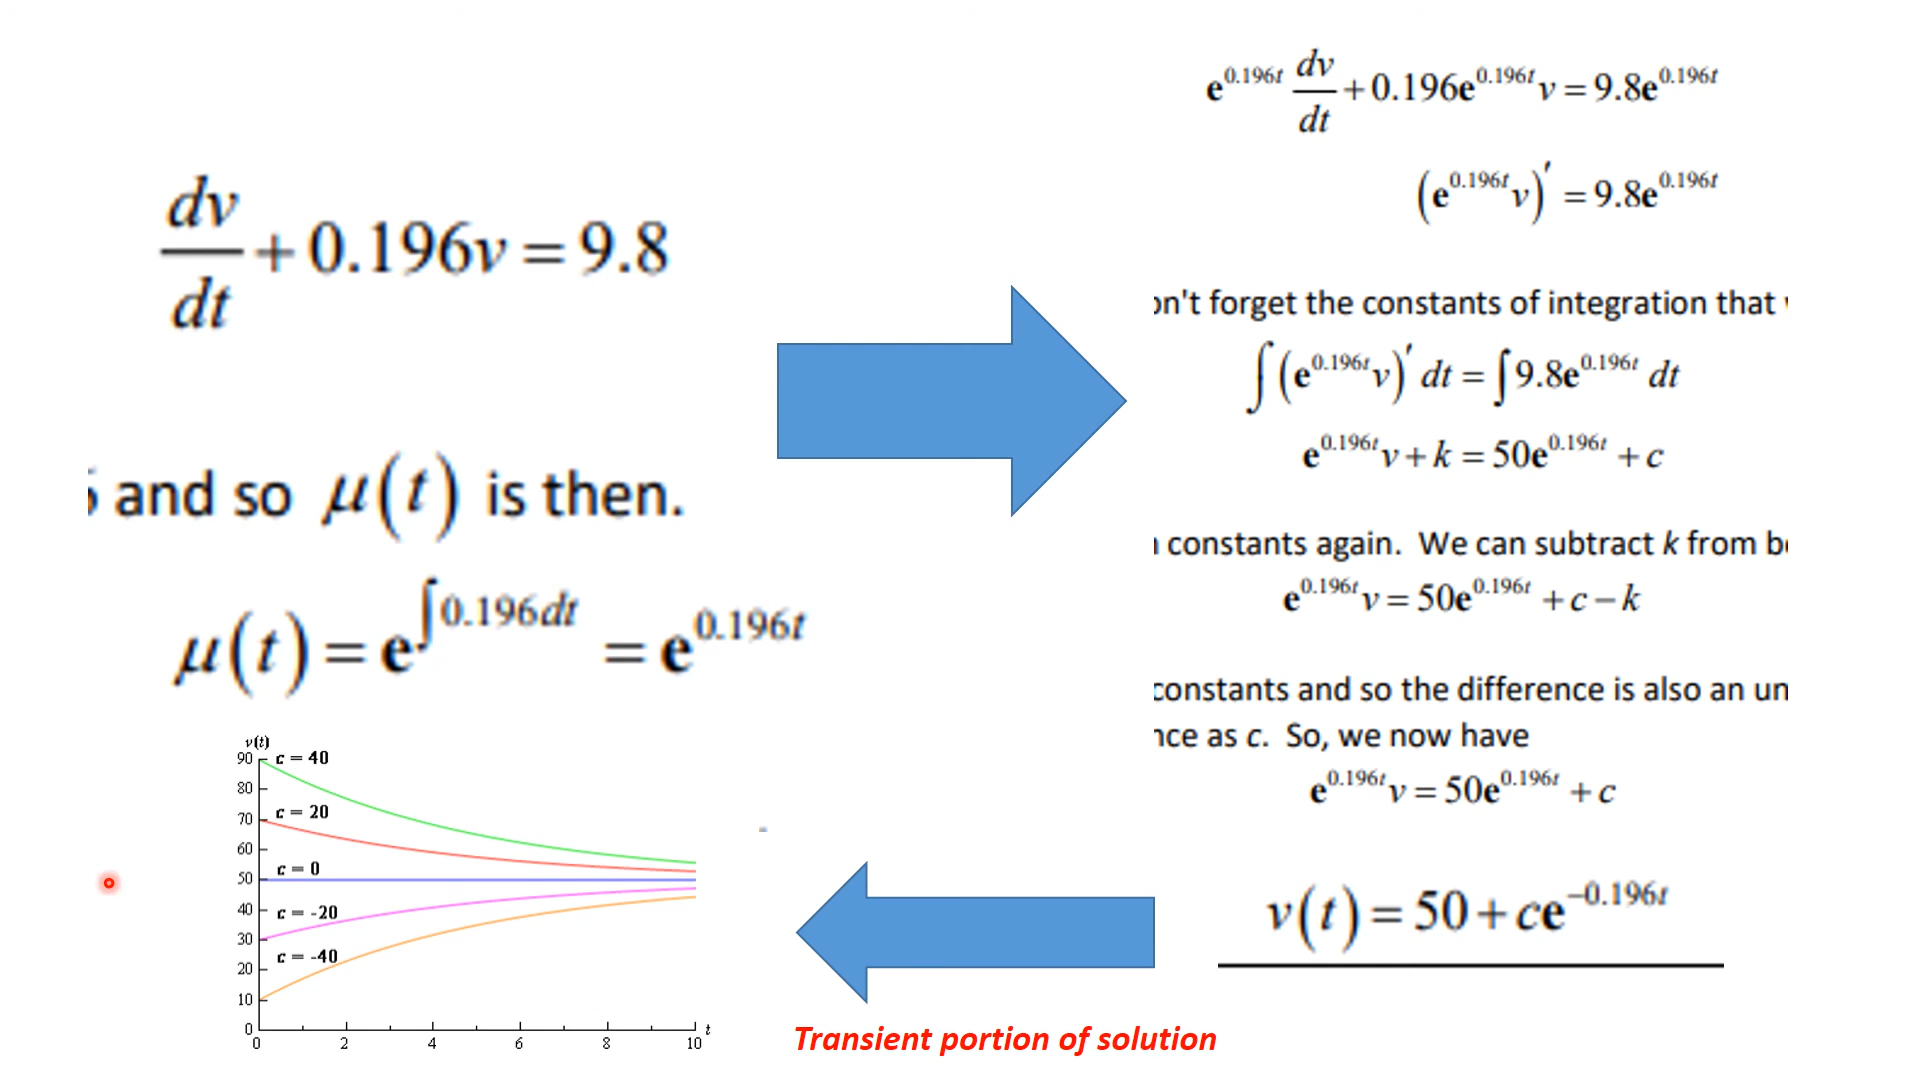 dv/dt + 0.196v = 9.8
and so μ(t) is then.
μ(t) = e^∫0.196dt = e^0.196t
v(t)
90
80
70
60
50
40
30
20
10
0
c = 40
c = 20
c = 0
c = -20
c = -40
0 2 4 6 8 10 t
e^0.196t dv/dt + 0.196e^0.196t v = 9.8e^0.196t
(e^0.196t v)′ = 9.8e^0.196t
on't forget the constants of integration that
∫(e^0.196t v)′ dt = ∫9.8e^0.196t dt
e^0.196t v + k = 50e^0.196t + c
constants again. We can subtract k from
e^0.196t v = 50e^0.196t + c − k
constants and so the difference is also an un
nce as c. So, we now have
e^0.196t v = 50e^0.196t + c
v(t) = 50 + ce^−0.196t
Transient portion of solution